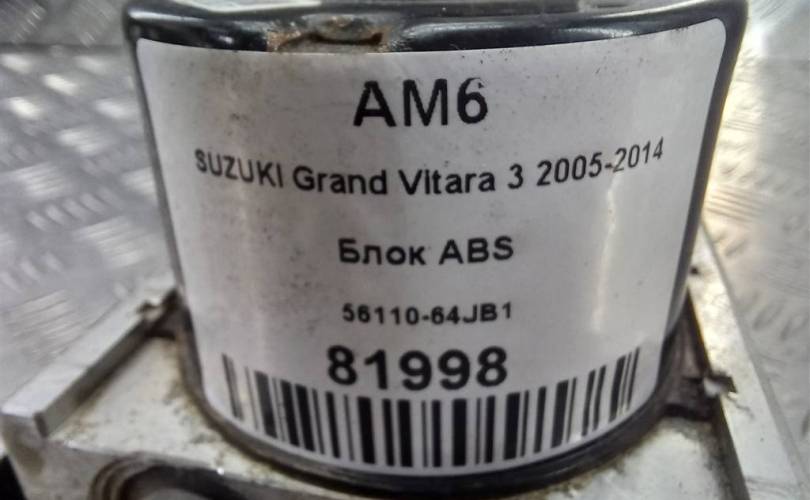 AM6
SUZUKI Grand Vitara 3 2005-2014
Блок ABS
56110-64JB1
81998